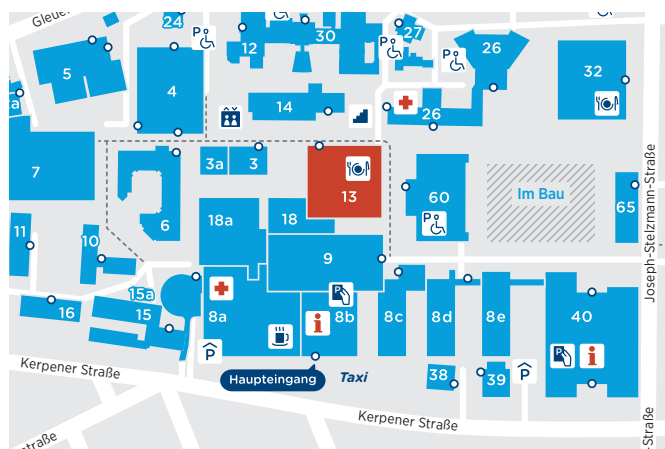 Gleue
24
30
27
12
26
5
32
4
14
26
7
3a
3
13
60
Im Bau
65
6
18a
18
11
10
9
15a
16
15
8a
8b
8c
8d
8e
40
P
P
P
P
P
P
P
P
i
i
Haupteingang
Taxi
38
39
Kerpener Straße
Kerpener Straße
Joseph-Stelzmann-Straße
-Straße
straße